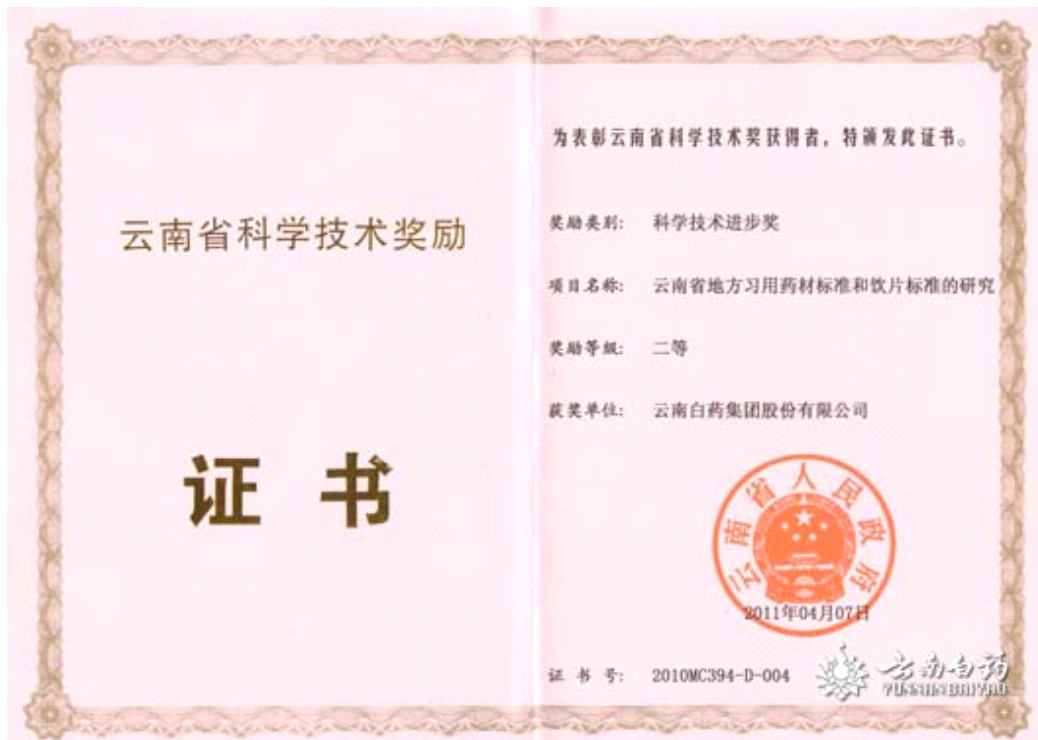 云南省科学技术奖励
证书
为表彰云南省科学技术奖获得者，特颁发此证书。
奖励类别： 科学技术进步奖
项目名称： 云南省地方习用药材标准和饮片标准的研究
奖励等级： 二等
获奖单位： 云南白药集团股份有限公司
云南省人民政府
2011年04月07日
证书号： 2010MC394-D-004
云南白药
YUNNAN BAIYAO